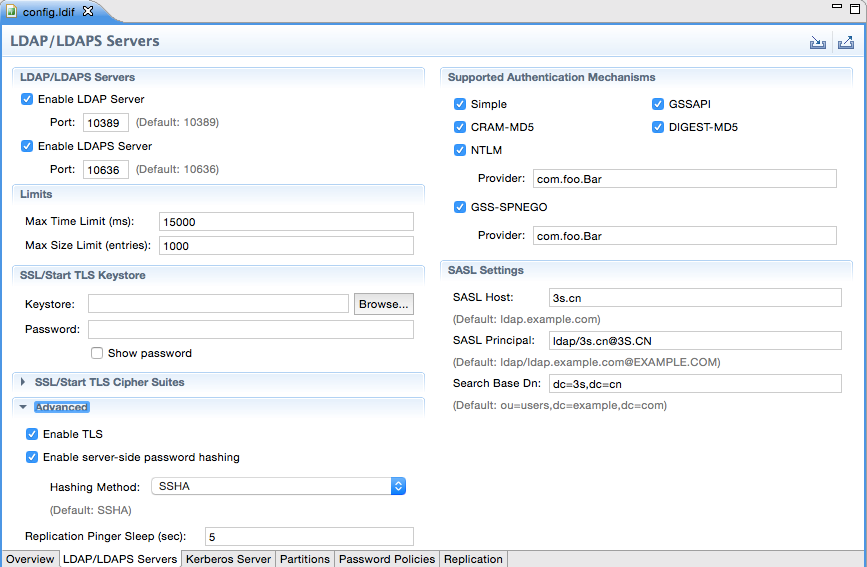 config.ldif
LDAP/LDAPS Servers
LDAP/LDAPS Servers
Enable LDAP Server
Port: 10389 (Default: 10389)
Enable LDAPS Server
Port: 10636 (Default: 10636)
Limits
Max Time Limit (ms): 15000
Max Size Limit (entries): 1000
SSL/Start TLS Keystore
Keystore: Browse...
Password:
Show password
SSL/Start TLS Cipher Suites
Advanced
Enable TLS
Enable server-side password hashing
Hashing Method: SSHA
(Default: SSHA)
Replication Pinger Sleep (sec): 5
Supported Authentication Mechanisms
Simple GSSAPI
CRAM-MD5 DIGEST-MD5
NTLM
Provider: com.foo.Bar
GSS-SPNEGO
Provider: com.foo.Bar
SASL Settings
SASL Host: 3s.cn
(Default: ldap.example.com)
SASL Principal: ldap/3s.cn@3S.CN
(Default: ldap/ldap.example.com@EXAMPLE.COM)
Search Base Dn: dc=3s,dc=cn
(Default: ou=users,dc=example,dc=com)
Overview LDAP/LDAPS Servers Kerberos Server Partitions Password Policies Replication